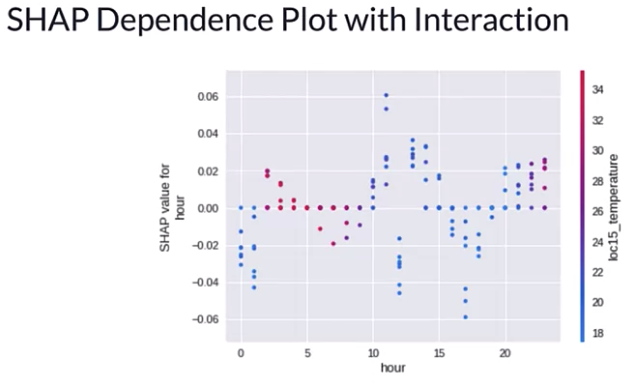 SHAP Dependence Plot with Interaction
0.06
0.04
0.02
0.00
−0.02
−0.04
−0.06
SHAP value for
hour
0 5 10 15 20
hour
34
32
30
28
26
24
22
20
18
loc15_temperature